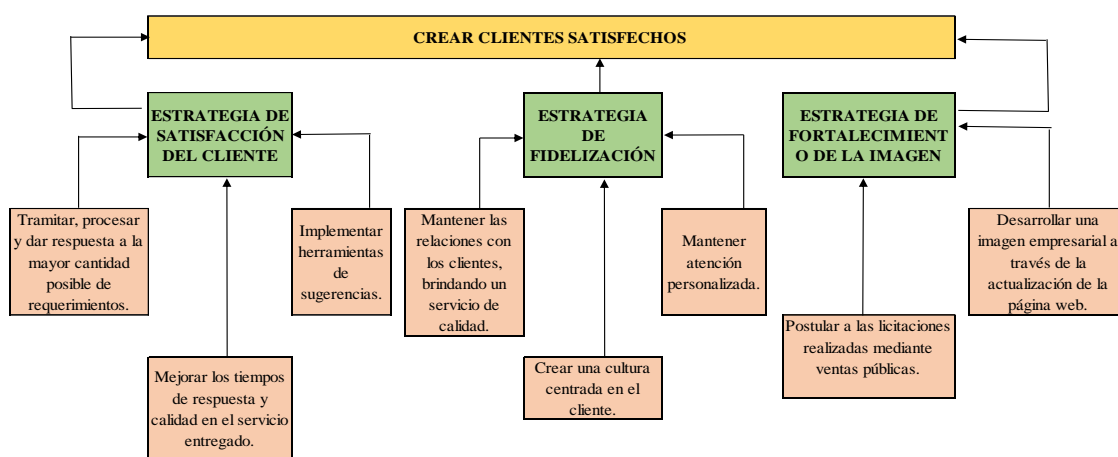 CREAR CLIENTES SATISFECHOS
ESTRATEGIA DE
SATISFACCIÓN
DEL CLIENTE
ESTRATEGIA
DE
FIDELIZACIÓN
ESTRATEGIA DE
FORTALECIMIENT
O DE LA IMAGEN
Tramitar, procesar
y dar respuesta a la
mayor cantidad
posible de
requerimientos.
Implementar
herramientas de
sugerencias.
Mantener las
relaciones con
los clientes,
brindando un
servicio de
calidad.
Mantener
atención
personalizada.
Desarrollar una
imagen empresarial a
través de la
actualización de la
página web.
Mejorar los tiempos
de respuesta y
calidad en el servicio
entregado.
Crear una cultura
centrada en el
cliente.
Postular a las licitaciones
realizadas mediante
ventas públicas.